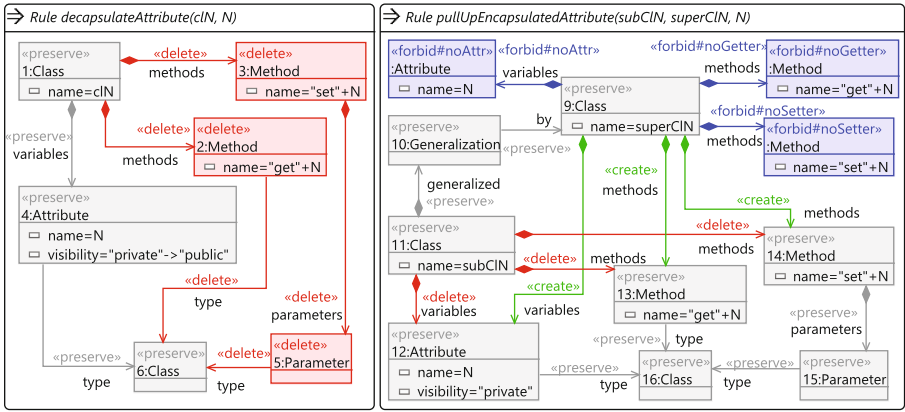 Rule decapsulateAttribute(clN, N)
«preserve»
1:Class
name=clN
«delete»
methods
«delete»
3:Method
name="set"+N
«delete»
methods
«delete»
2:Method
name="get"+N
«preserve»
variables
«preserve»
4:Attribute
name=N
visibility="private"->"public"
«delete»
type
«delete»
parameters
«preserve»
type
«preserve»
6:Class
«delete»
type
«delete»
5:Parameter
Rule pullUpEncapsulatedAttribute(subClN, superClN, N)
«forbid#noAttr»
:Attribute
name=N
«forbid#noAttr»
variables
«forbid#noGetter»
methods
«forbid#noGetter»
:Method
name="get"+N
«preserve»
9:Class
name=superClN
«forbid#noSetter»
methods
«forbid#noSetter»
:Method
name="set"+N
«preserve»
10:Generalization
by
«preserve»
generalized
«preserve»
«create»
methods
«create»
methods
«preserve»
11:Class
name=subClN
«delete»
methods
«delete»
methods
«preserve»
14:Method
name="set"+N
«delete»
variables
«create»
variables
«preserve»
13:Method
name="get"+N
«preserve»
parameters
«preserve»
12:Attribute
name=N
visibility="private"
«preserve»
type
«preserve»
type
«preserve»
16:Class
«preserve»
type
«preserve»
15:Parameter